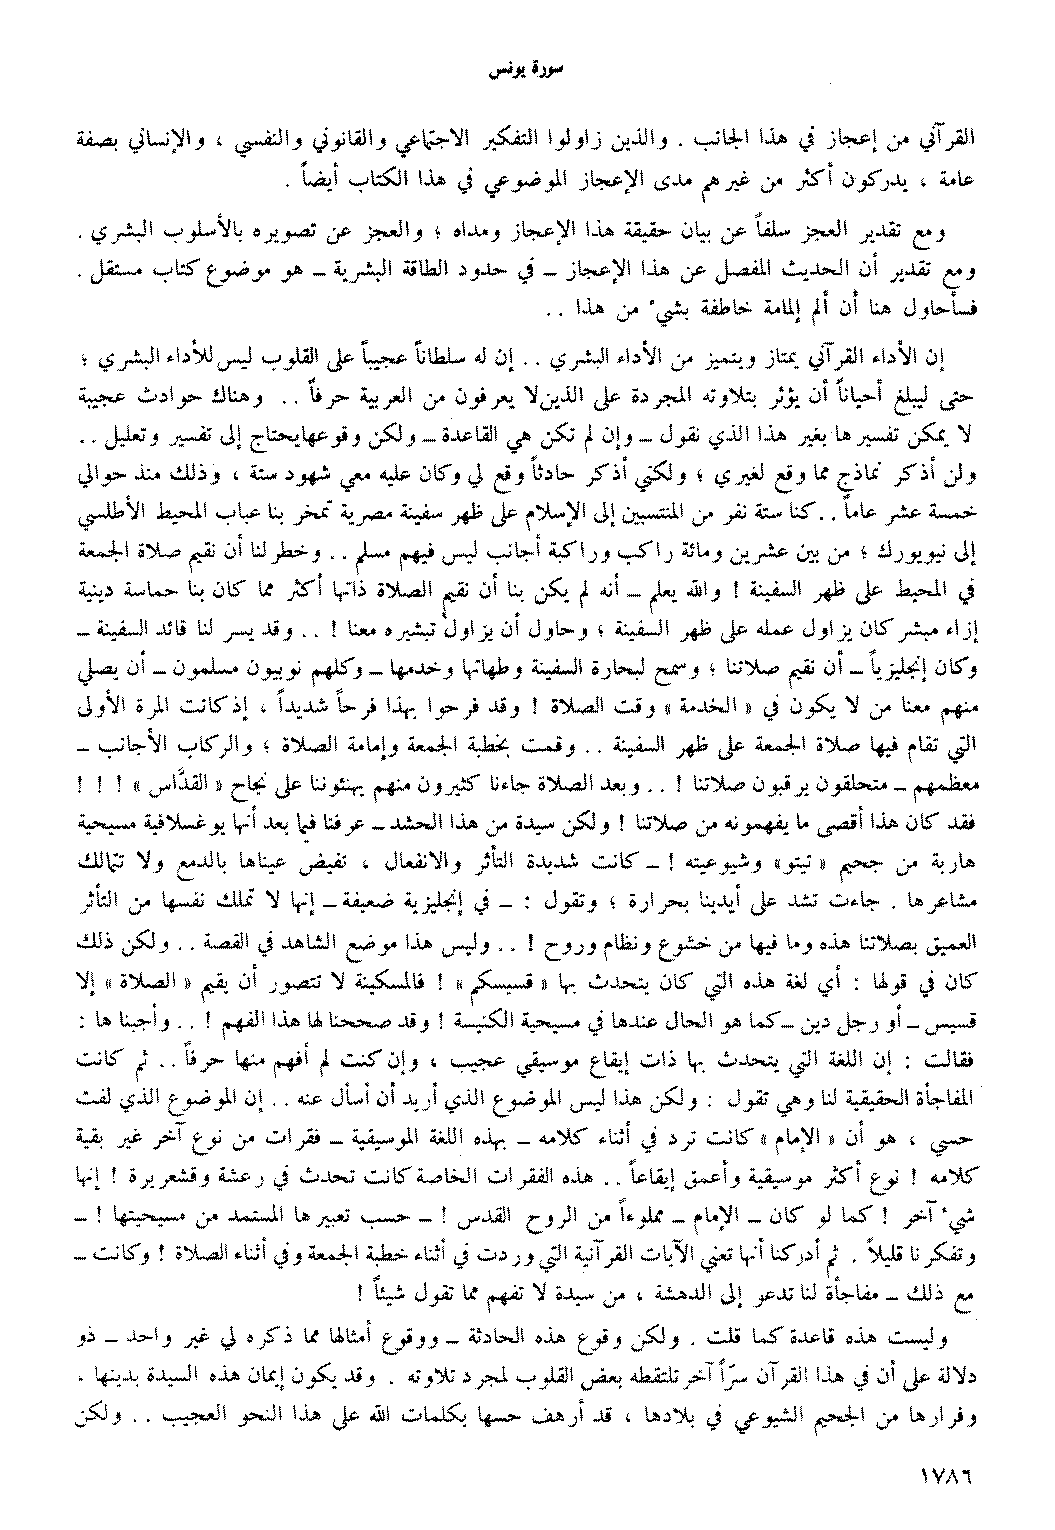 سورة يونس
القرآني من إعجاز في هذا الجانب . والذين زاولوا التفكير الاجتماعي والقانوني والنفسي ، والإنساني بصفة
عامة ، يدركون أكثر من غيرهم مدى الإعجاز الموضوعي في هذا الكتاب أيضاً .
ومع تقدير العجز سلفاً عن بيان حقيقة هذا الإعجاز ومداه ؛ والعجز عن تصويره بالأسلوب البشري .
ومع تقدير أن الحديث المفصل عن هذا الإعجاز – في حدود الطاقة البشرية – هو موضوع كتاب مستقل .
فسأحاول هنا أن ألم إلمامة خاطفة بشيء من هذا ..
إن الأداء القرآني يمتاز ويتميز من الأداء البشري .. إن له سلطاناً عجيباً على القلوب ليس للأداء البشري ؛
حتى ليبلغ أحياناً أن يؤثر بتلاوته المجردة على الذين لا يعرفون من العربية حرفاً .. وهناك حوادث عجيبة
لا يمكن تفسيرها بغير هذا الذي نقول – وإن لم تكن هي القاعدة – ولكن وقوعها يحتاج إلى تفسير وتعليل ..
ولن أذكر نماذج مما وقع لغيري ؛ ولكني أذكر حادثاً وقع لي وكان عليه معي شهود ستة ، وذلك منذ حوالي
خمسة عشر عاماً .. كنا ستة نفر من المنتسبين إلى الإسلام على ظهر سفينة مصرية تمخر بنا عباب المحيط الأطلسي
إلى نيويورك ؛ من بين عشرين ومائة راكب وراكبة أجانب ليس فيهم مسلم .. وخطر لنا أن نقيم صلاة الجمعة
في المحيط على ظهر السفينة ! والله يعلم – أنه لم يكن بنا أن نقيم الصلاة ذاتها أكثر مما كان بنا حماسة دينية
إزاء مبشر كان يزاول عمله على ظهر السفينة ؛ وحاول أن يزاول تبشيره معنا ! .. وقد يسر لنا قائد السفينة –
وكان إنجليزياً – أن نقيم صلاتنا ؛ وسمح لبحارة السفينة وطهاتها وخدمها – وكلهم نوبيون مسلمون – أن يصلي
منهم معنا من لا يكون في « الخدمة » وقت الصلاة ! وقد فرحوا بهذا فرحاً شديداً ، إذ كانت المرة الأولى
التي تقام فيها صلاة الجمعة على ظهر السفينة .. وقمت بخطبة الجمعة وإمامة الصلاة ؛ والركاب الأجانب –
معظمهم – متحلقون يرقبون صلاتنا ! .. وبعد الصلاة جاءنا كثيرون منهم يهنئوننا على نجاح « القدّاس » ! ! !
فقد كان هذا أقصى ما يفهمونه من صلاتنا ! ولكن سيدة من هذا الحشد – عرفنا فيما بعد أنها يوغسلافية مسيحية
هاربة من جحيم « تيتو » وشيوعيته ! – كانت شديدة التأثر والانفعال ، تفيض عيناها بالدمع ولا تتمالك
مشاعرها . جاءت تشد على أيدينا بحرارة ؛ وتقول : – في إنجليزية ضعيفة – إنها لا تملك نفسها من التأثر
العميق بصلاتنا هذه وما فيها من خشوع ونظام وروح ! .. وليس هذا موضع الشاهد في القصة .. ولكن ذلك
كان في قولها : أي لغة هذه التي كان يتحدث بها « قسيسكم » ! فالمسكينة لا تتصور أن يقيم « الصلاة » إلا
قسيس – أو رجل دين – كما هو الحال عندها في مسيحية الكنيسة ! وقد صححنا لها هذا الفهم ! .. وأجبناها :
فقالت : إن اللغة التي يتحدث بها ذات إيقاع موسيقي عجيب ، وإن كنت لم أفهم منها حرفاً .. ثم كانت
المفاجأة الحقيقية لنا وهي تقول : ولكن هذا ليس الموضوع الذي أريد أن أسأل عنه .. إن الموضوع الذي لفت
حسي ، هو أن « الإمام » كانت ترد في أثناء كلامه – بهذه اللغة الموسيقية – فقرات من نوع آخر غير بقية
كلامه ! نوع أكثر موسيقية وأعمق إيقاعاً .. هذه الفقرات الخاصة كانت تحدث في رعشة وقشعريرة ! إنها
شيء آخر ! كما لو كان – الإمام – مملوءاً من الروح القدس ! – حسب تعبيرها المستمد من مسيحيتها ! –
وتفكرنا قليلاً . ثم أدركنا أنها تعني الآيات القرآنية التي وردت في أثناء خطبة الجمعة وفي أثناء الصلاة ! وكانت –
مع ذلك – مفاجأة لنا تدعو إلى الدهشة ، من سيدة لا تفهم مما تقول شيئاً !
وليست هذه قاعدة كما قلت . ولكن وقوع هذه الحادثة – ووقوع أمثالها مما ذكره لي غير واحد – ذو
دلالة على أن في هذا القرآن سرّاً آخر تلتقطه بعض القلوب لمجرد تلاوته . وقد يكون إيمان هذه السيدة بدينها ،
وفرارها من الجحيم الشيوعي في بلادها ، قد أرهف حسها بكلمات الله على هذا النحو العجيب .. ولكن
١٧٨٦